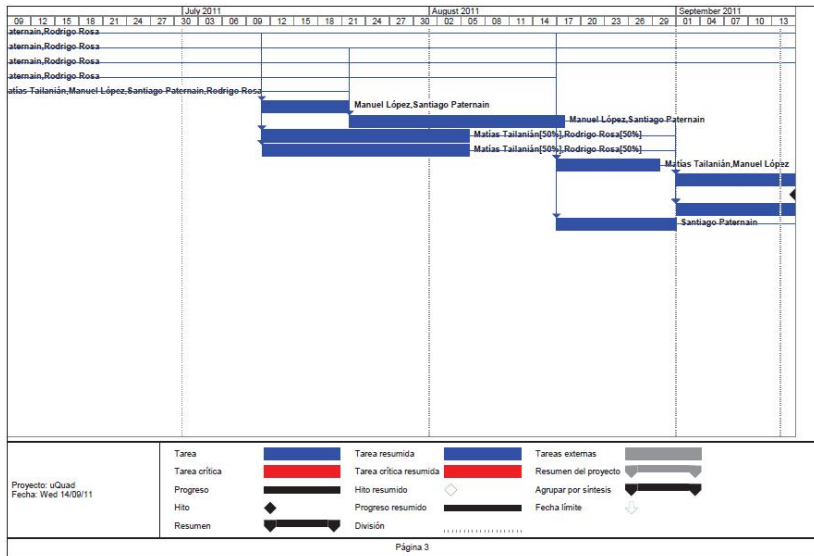 July 2011 August 2011 September 2011
09 12 15 18 21 24 27 30 03 06 09 12 15 18 21 24 27 30 02 05 08 11 14 17 20 23 26 29 01 04 07 10 13
aternain,Rodrigo Rosa
aternain,Rodrigo Rosa
aternain,Rodrigo Rosa
aternain,Rodrigo Rosa
atías Tailanián,Manuel López,Santiago Paternain,Rodrigo Rosa
Manuel López,Santiago Paternain
Manuel López,Santiago Paternain
Matías Tailanián[50%],Rodrigo Rosa[50%]
Matías Tailanián[50%],Rodrigo Rosa[50%]
Matías Tailanián,Manuel López
Santiago Paternain
Proyecto: uQuad
Fecha: Wed 14/09/11
Tarea Tarea resumida Tareas externas
Tarea crítica Tarea crítica resumida Resumen del proyecto
Progreso Hito resumido Agrupar por síntesis
Hito Progreso resumido Fecha límite
Resumen División
Página 3